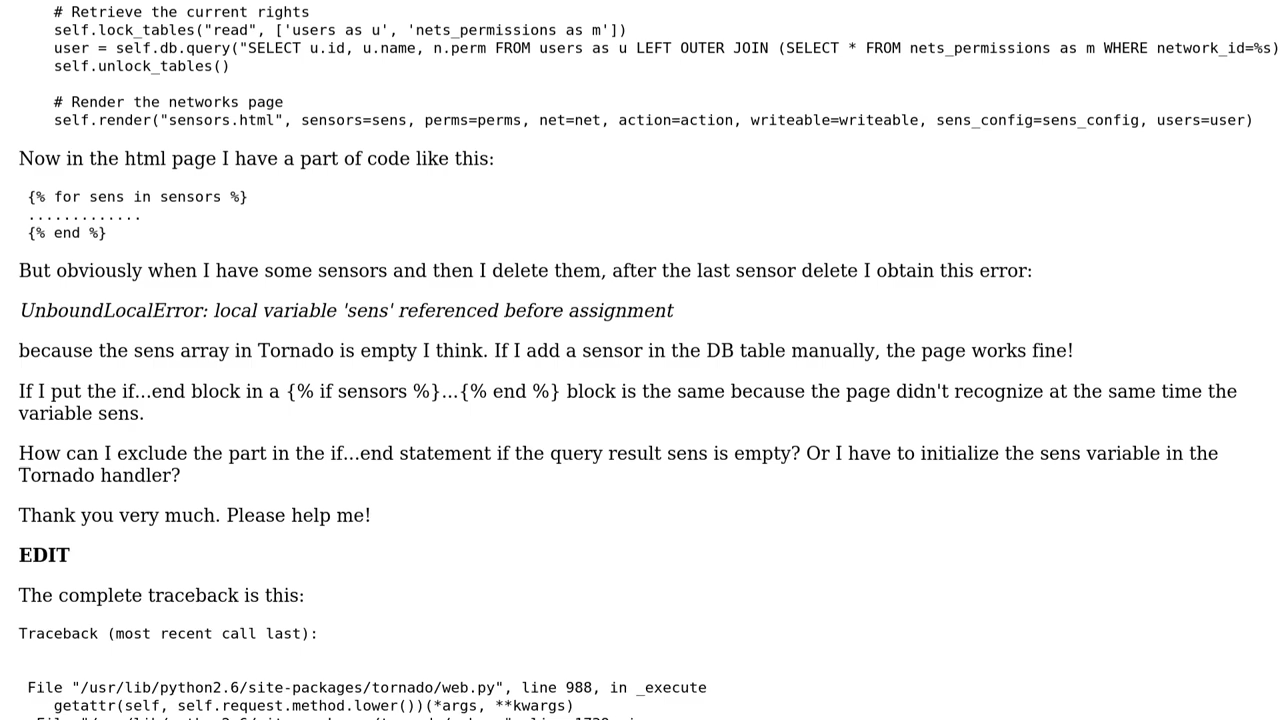 # Retrieve the current rights
self.lock_tables("read", ['users as u', 'nets_permissions as m'])
user = self.db.query("SELECT u.id, u.name, n.perm FROM users as u LEFT OUTER JOIN (SELECT * FROM nets_permissions as m WHERE network_id=%s)
self.unlock_tables()
# Render the networks page
self.render("sensors.html", sensors=sens, perms=perms, net=net, action=action, writeable=writeable, sens_config=sens_config, users=user)
Now in the html page I have a part of code like this:
{% for sens in sensors %}
.............
{% end %}
But obviously when I have some sensors and then I delete them, after the last sensor delete I obtain this error:
UnboundLocalError: local variable 'sens' referenced before assignment
because the sens array in Tornado is empty I think. If I add a sensor in the DB table manually, the page works fine!
If I put the if...end block in a {% if sensors %}...{% end %} block is the same because the page didn't recognize at the same time the
variable sens.
How can I exclude the part in the if...end statement if the query result sens is empty? Or I have to initialize the sens variable in the
Tornado handler?
Thank you very much. Please help me!
EDIT
The complete traceback is this:
Traceback (most recent call last):
File "/usr/lib/python2.6/site-packages/tornado/web.py", line 988, in _execute
getattr(self, self.request.method.lower())(*args, **kwargs)